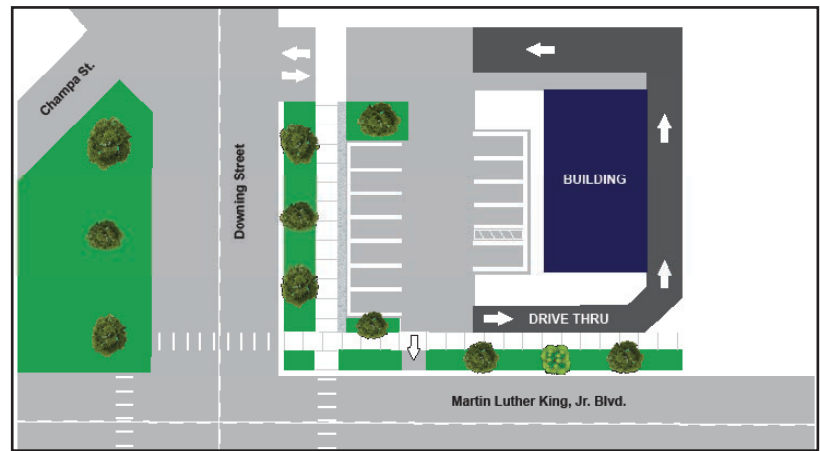 Champa St.
Downing Street
BUILDING
DRIVE THRU
Martin Luther King, Jr. Blvd.